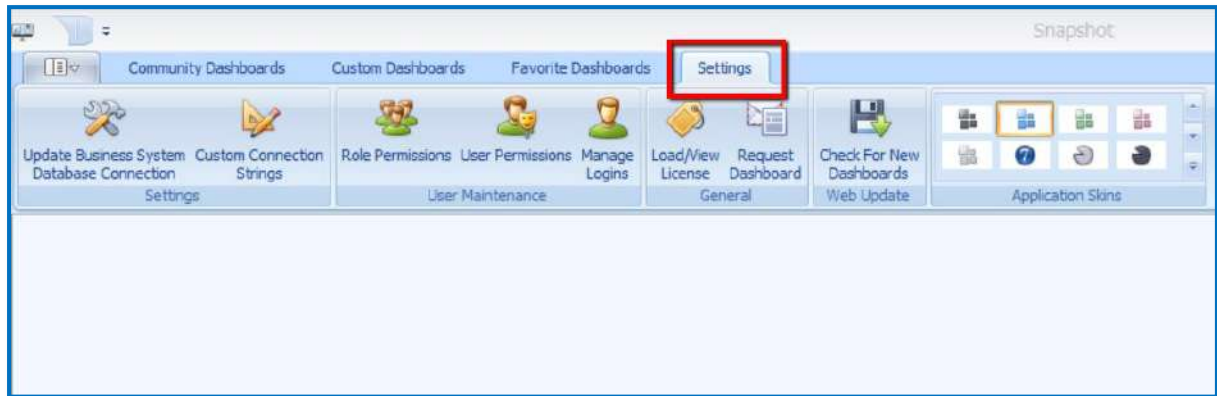 Snapshot
Community Dashboards Custom Dashboards Favorite Dashboards Settings
Update Business System Custom Connection Role Permissions User Permissions Manage Load/View Request Check For New
Database Connection Strings Logins License Dashboard Dashboards
Settings User Maintenance General Web Update Application Skins